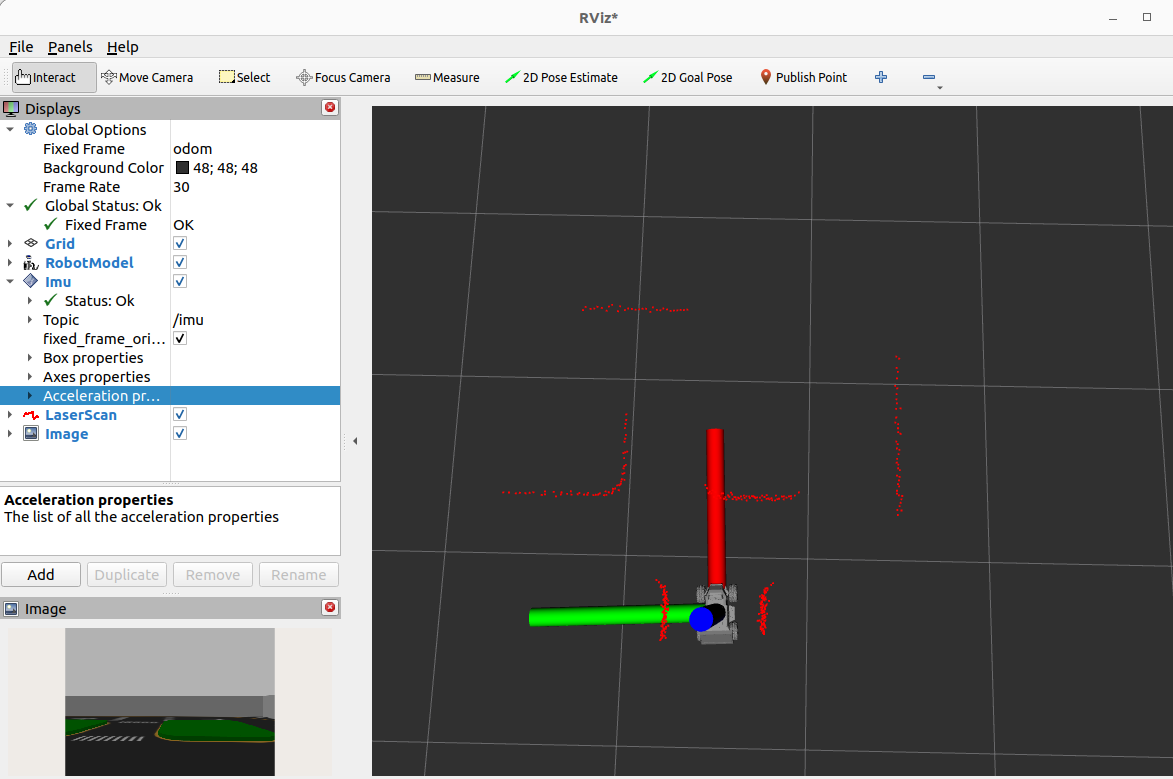 RViz*
File Panels Help
Interact Move Camera Select Focus Camera Measure 2D Pose Estimate 2D Goal Pose Publish Point
Displays
Global Options
Fixed Frame odom
Background Color 48; 48; 48
Frame Rate 30
Global Status: Ok
Fixed Frame OK
Grid
RobotModel
Imu
Status: Ok
Topic /imu
fixed_frame_ori...
Box properties
Axes properties
Acceleration pr...
LaserScan
Image
Acceleration properties
The list of all the acceleration properties
Add Duplicate Remove Rename
Image